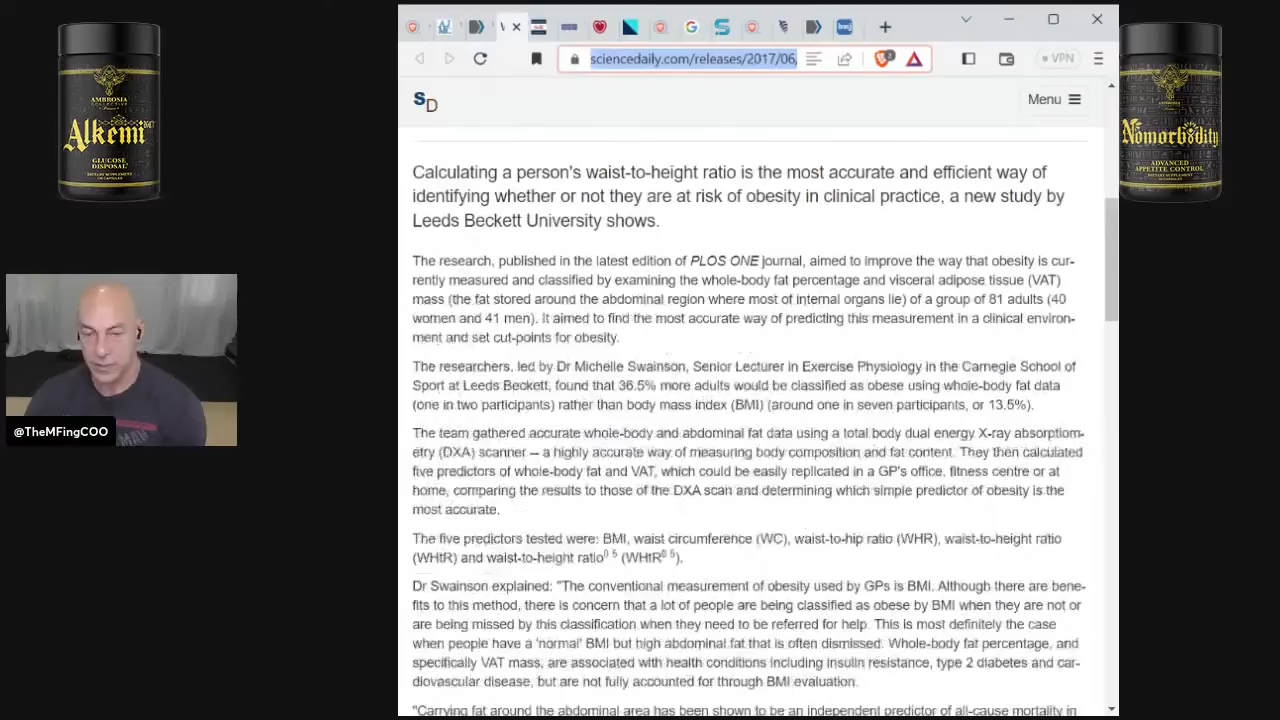 AMBROSIA
COLLECTIVE
Alkemi
GLUCOSE
DISPOSAL
@TheMFingCOO
sciencedaily.com/releases/2017/06/
2
VPN
SD
Menu
Calculating a person's waist-to-height ratio is the most accurate and efficient way of
identifying whether or not they are at risk of obesity in clinical practice, a new study by
Leeds Beckett University shows.
The research, published in the latest edition of PLOS ONE journal, aimed to improve the way that obesity is cur-
rently measured and classified by examining the whole-body fat percentage and visceral adipose tissue (VAT)
mass (the fat stored around the abdominal region where most of internal organs lie) of a group of 81 adults (40
women and 41 men). It aimed to find the most accurate way of predicting this measurement in a clinical environ-
ment and set cut-points for obesity.
The researchers, led by Dr Michelle Swainson, Senior Lecturer in Exercise Physiology in the Carnegie School of
Sport at Leeds Beckett, found that 36.5% more adults would be classified as obese using whole-body fat data
(one in two participants) rather than body mass index (BMI) (around one in seven participants, or 13.5%).
The team gathered accurate whole-body and abdominal fat data using a total body dual energy X-ray absorptiom-
etry (DXA) scanner -- a highly accurate way of measuring body composition and fat content. They then calculated
five predictors of whole-body fat and VAT, which could be easily replicated in a GP's office, fitness centre or at
home, comparing the results to those of the DXA scan and determining which simple predictor of obesity is the
most accurate.
The five predictors tested were: BMI, waist circumference (WC), waist-to-hip ratio (WHR), waist-to-height ratio
(WHtR) and waist-to-height ratio0.5 (WHtR0.5).
Dr Swainson explained: "The conventional measurement of obesity used by GPs is BMI. Although there are bene-
fits to this method, there is concern that a lot of people are being classified as obese by BMI when they are not or
are being missed by this classification when they need to be referred for help. This is most definitely the case
when people have a 'normal' BMI but high abdominal fat that is often dismissed. Whole-body fat percentage, and
specifically VAT mass, are associated with health conditions including insulin resistance, type 2 diabetes and car-
diovascular disease, but are not fully accounted for through BMI evaluation.
"Carrying fat around the abdominal area has been shown to be an independent predictor of all-cause mortality in
Nomorbidity
ADVANCED
APPETITE CONTROL